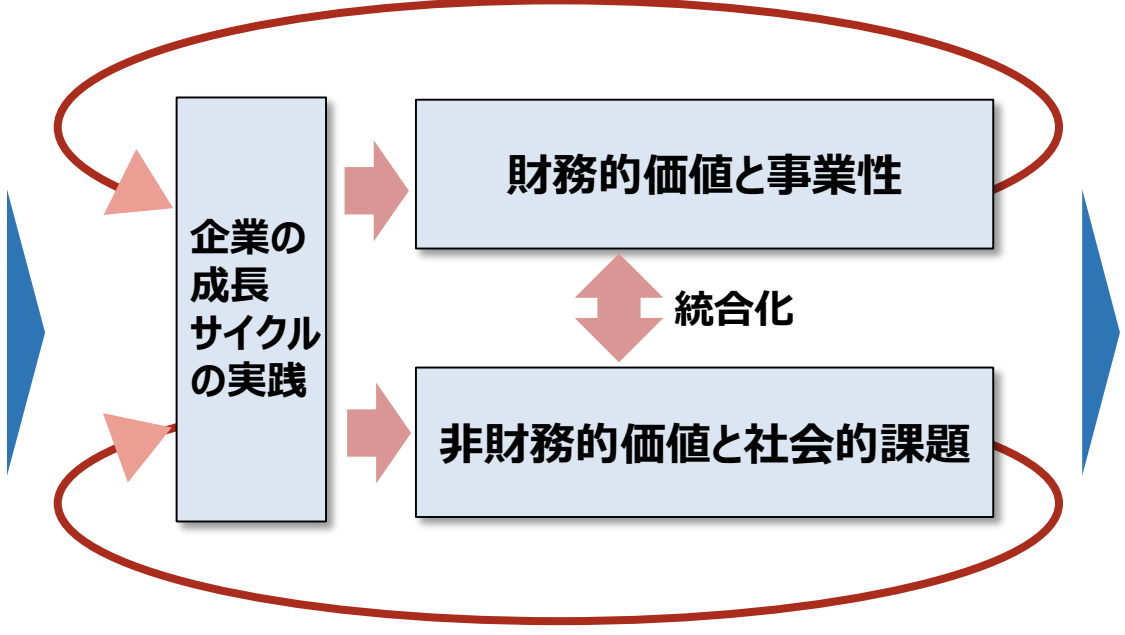 企業の
成長
サイクル
の実践
財務的価値と事業性
統合化
非財務的価値と社会的課題